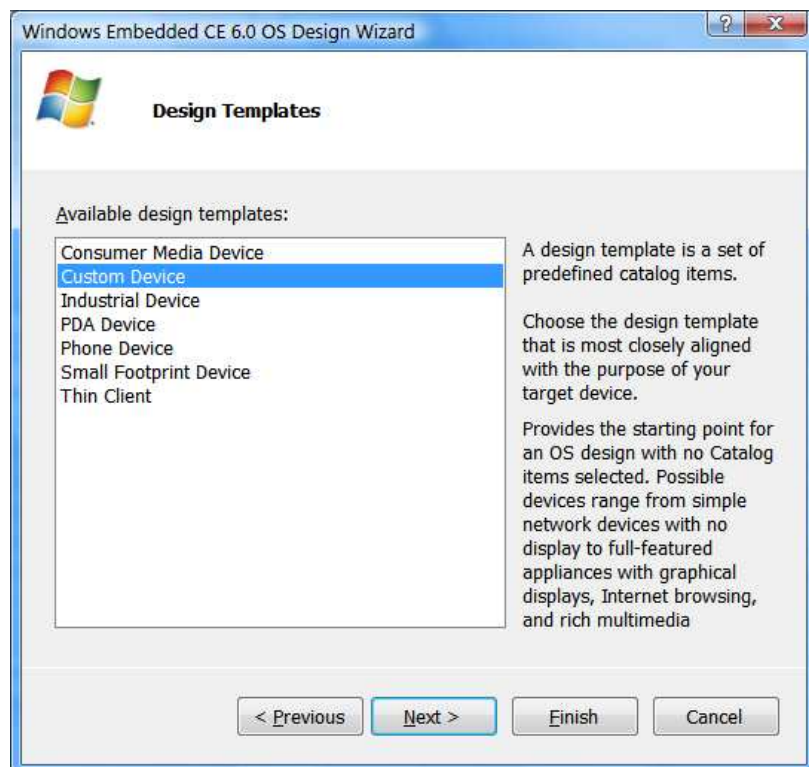 Windows Embedded CE 6.0 OS Design Wizard
?
Design Templates
Available design templates:
Consumer Media Device
Custom Device
Industrial Device
PDA Device
Phone Device
Small Footprint Device
Thin Client
A design template is a set of
predefined catalog items.
Choose the design template
that is most closely aligned
with the purpose of your
target device.
Provides the starting point for
an OS design with no Catalog
items selected. Possible
devices range from simple
network devices with no
display to full-featured
appliances with graphical
displays, Internet browsing,
and rich multimedia
< Previous
Next >
Finish
Cancel